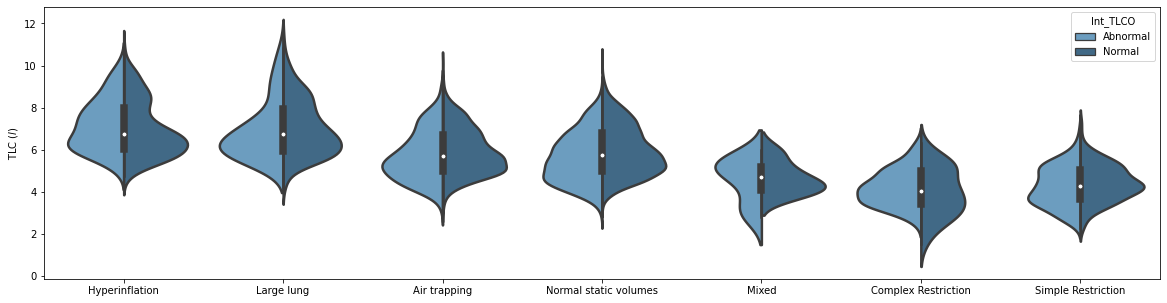 TLC (l)
12
10
8
6
4
2
0
Int_TLCO
Abnormal
Normal
Hyperinflation
Large lung
Air trapping
Normal static volumes
Mixed
Complex Restriction
Simple Restriction